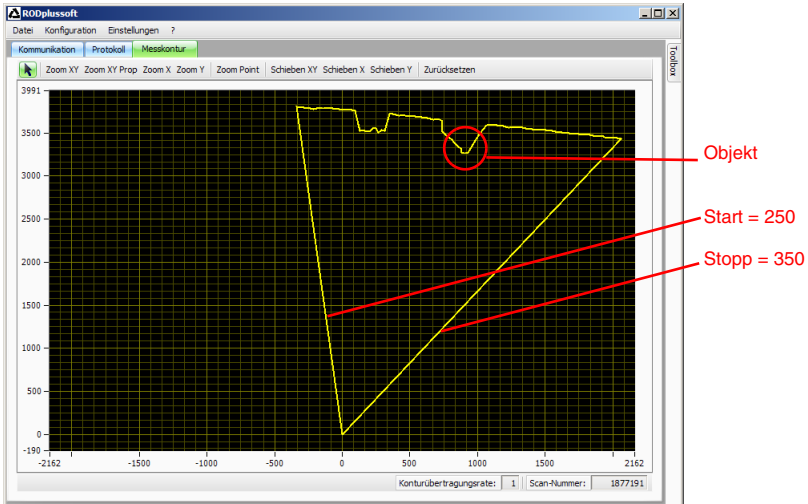 RODplussoft
Datei Konfiguration Einstellungen ?
Kommunikation Protokoll Messkontur
Toolbox
Zoom XY Zoom XY Prop Zoom X Zoom Y Zoom Point Schieben XY Schieben X Schieben Y Zurücksetzen
3991
3500
3000
2500
2000
1500
1000
500
0
-190
-2162 -1500 -1000 -500 0 500 1000 1500 2162
Objekt
Start = 250
Stopp = 350
Konturübertragungsrate: 1 Scan-Nummer: 1877191